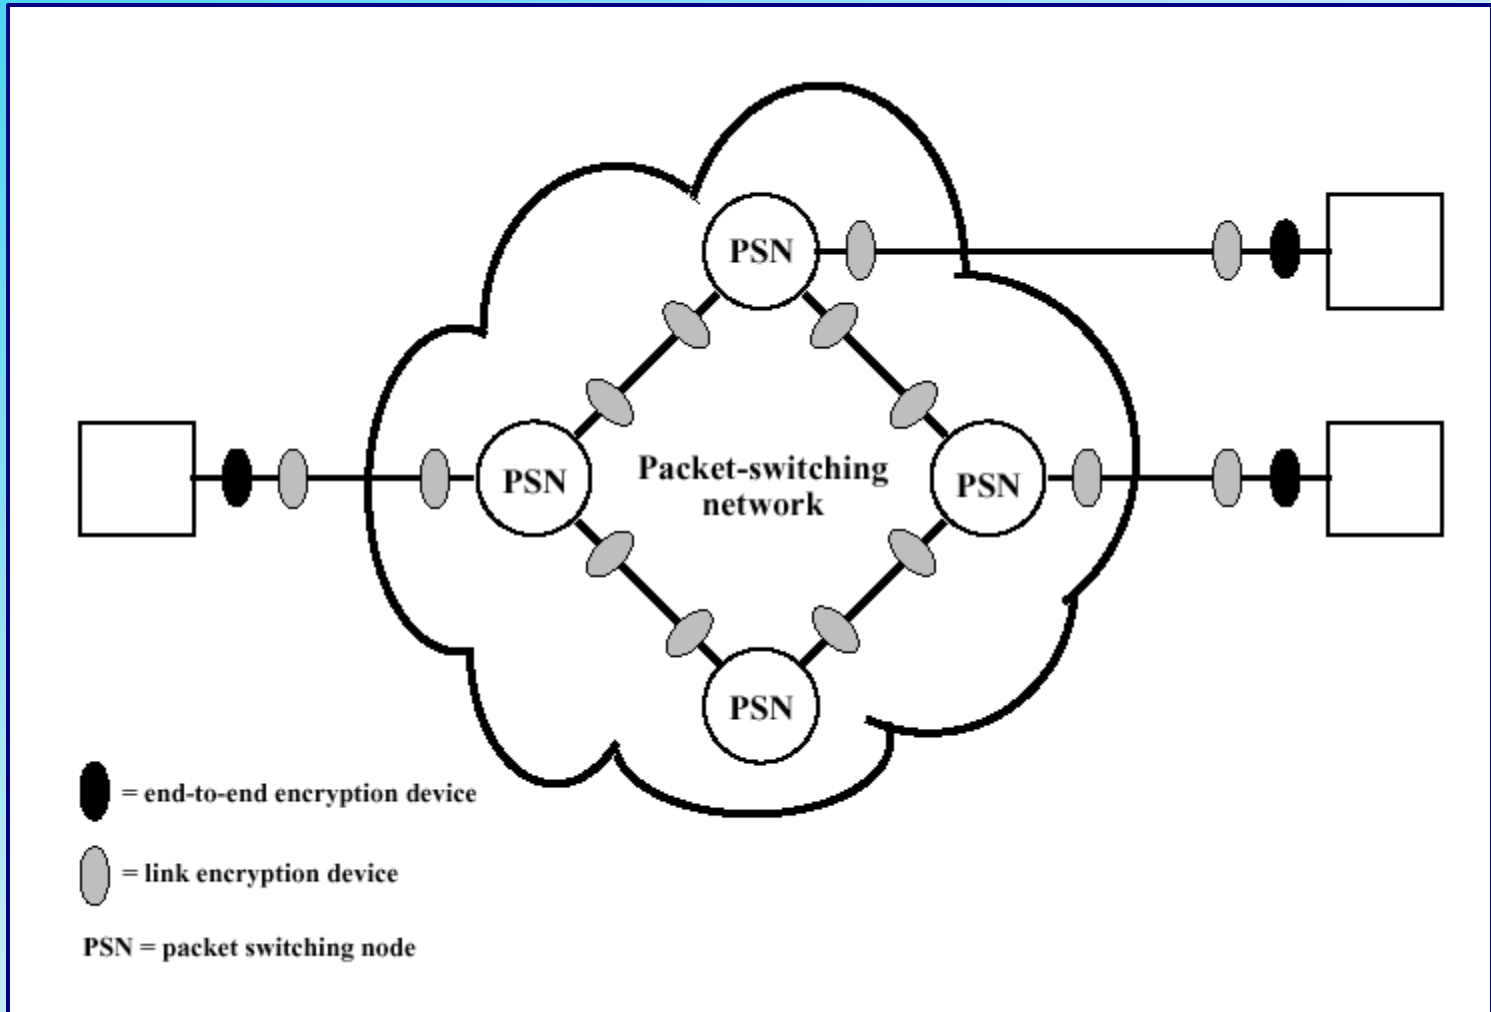 PSN
PSN
Packet-switching
network
PSN
PSN
= end-to-end encryption device
= link encryption device
PSN = packet switching node